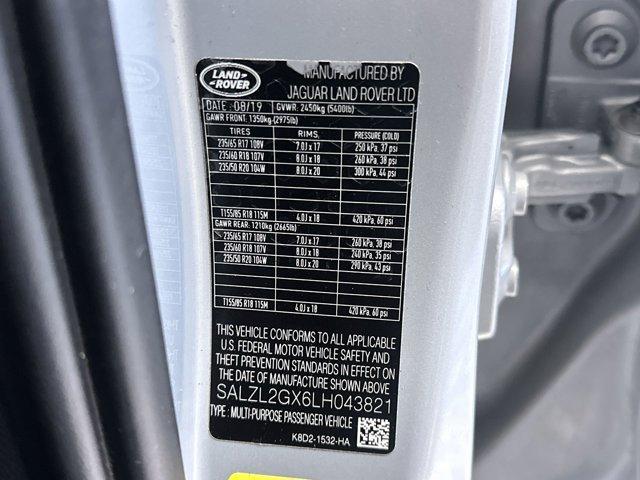 LAND ROVER
MANUFACTURED BY
JAGUAR LAND ROVER LTD
DATE : 08/19 GVWR: 2450kg (5400lb)
GAWR FRONT: 1350kg (2975lb)
TIRES RIMS, PRESSURE (COLD)
235/65 R17 108V 7.0J x 17 250 kPa, 37 psi
235/60 R18 107V 8.0J x 18 260 kPa, 38 psi
235/50 R20 104W 8.0J x 20 300 kPa, 44 psi
T155/85 R18 115M 4.0J x 18 420 kPa, 60 psi
GAWR REAR: 1210kg (2665lb)
235/65 R17 108V 7.0J x 17 260 kPa, 38 psi
235/60 R18 107V 8.0J x 18 240 kPa, 35 psi
235/50 R20 104W 8.0J x 20 290 kPa, 43 psi
T155/85 R18 115M 4.0J x 18 420 kPa, 60 psi
THIS VEHICLE CONFORMS TO ALL APPLICABLE
U.S. FEDERAL MOTOR VEHICLE SAFETY AND
THEFT PREVENTION STANDARDS IN EFFECT ON
THE DATE OF MANUFACTURE SHOWN ABOVE
SALZL2GX6LH043821
TYPE : MULTI-PURPOSE PASSENGER VEHICLE
K8D2-1532-HA